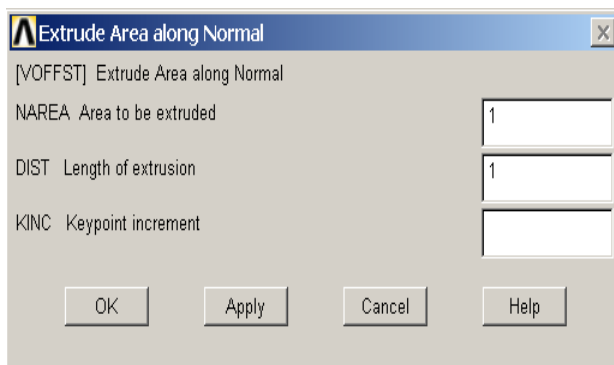 Extrude Area along Normal
[VOFFST] Extrude Area along Normal
NAREA Area to be extruded 1
DIST Length of extrusion 1
KINC Keypoint increment
OK Apply Cancel Help